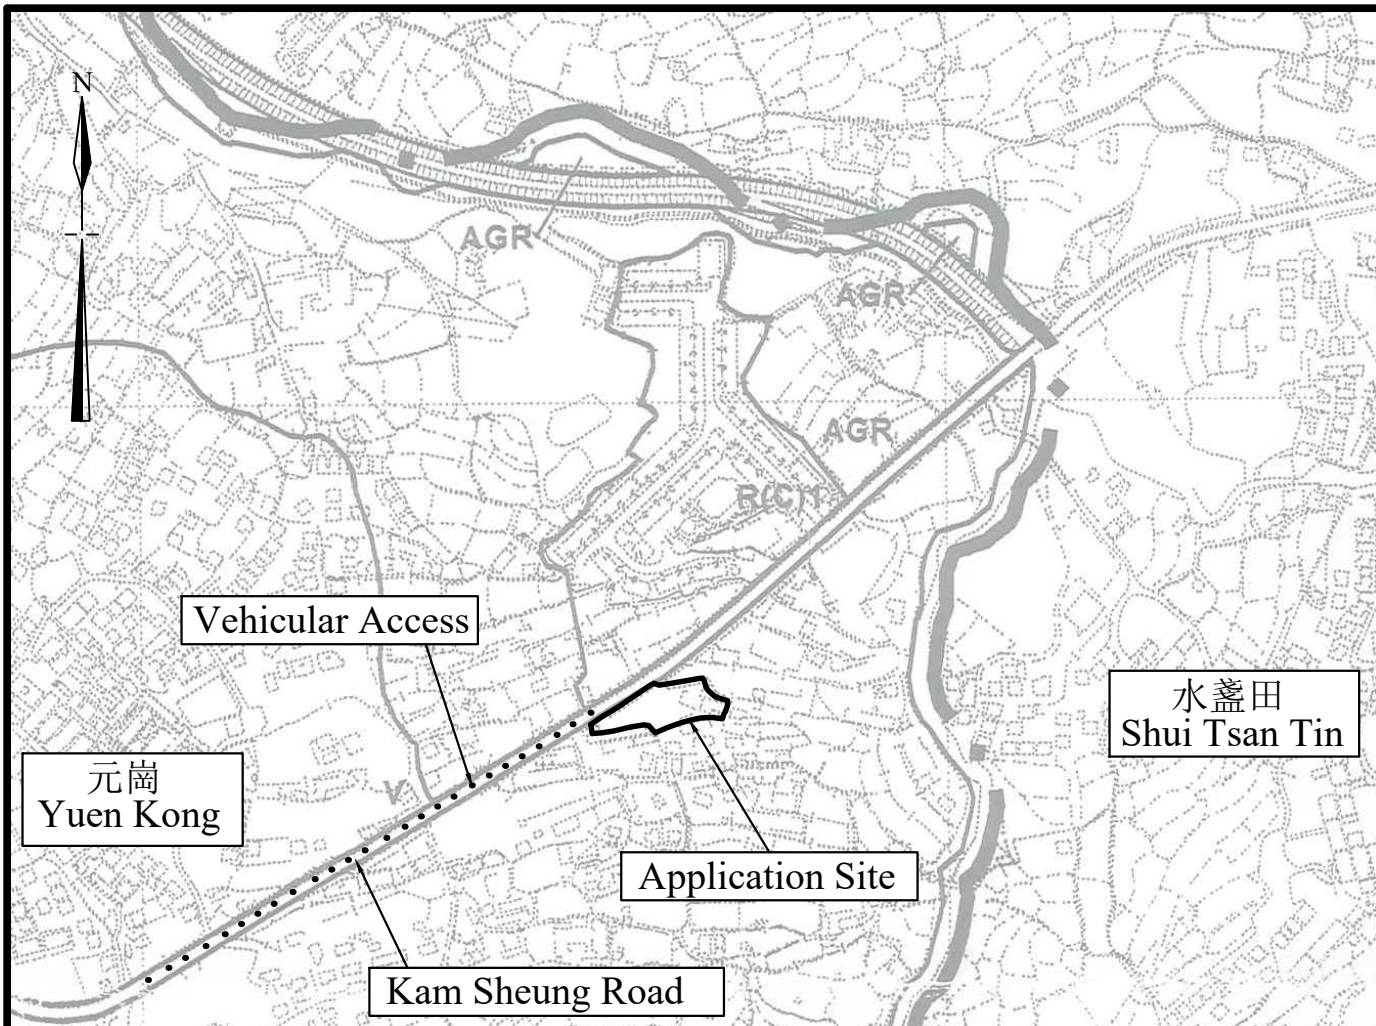 N
AGR
AGR
AGR
R(C)1
Vehicular Access
水盞田
Shui Tsan Tin
元崗
Yuen Kong
V
Application Site
Kam Sheung Road